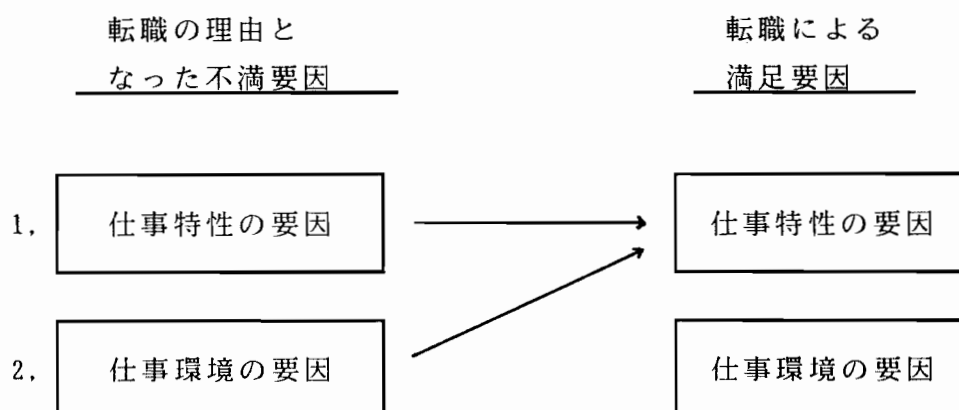 転職の理由と
なった不満要因
転職による
満足要因
1, 仕事特性の要因
仕事特性の要因
2, 仕事環境の要因
仕事環境の要因